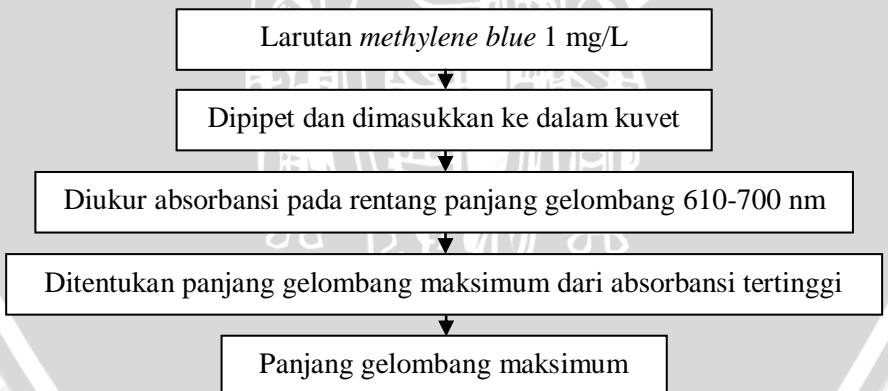 Larutan methylene blue 1 mg/L
Dipipet dan dimasukkan ke dalam kuvet
Diukur absorbansi pada rentang panjang gelombang 610-700 nm
Ditentukan panjang gelombang maksimum dari absorbansi tertinggi
Panjang gelombang maksimum